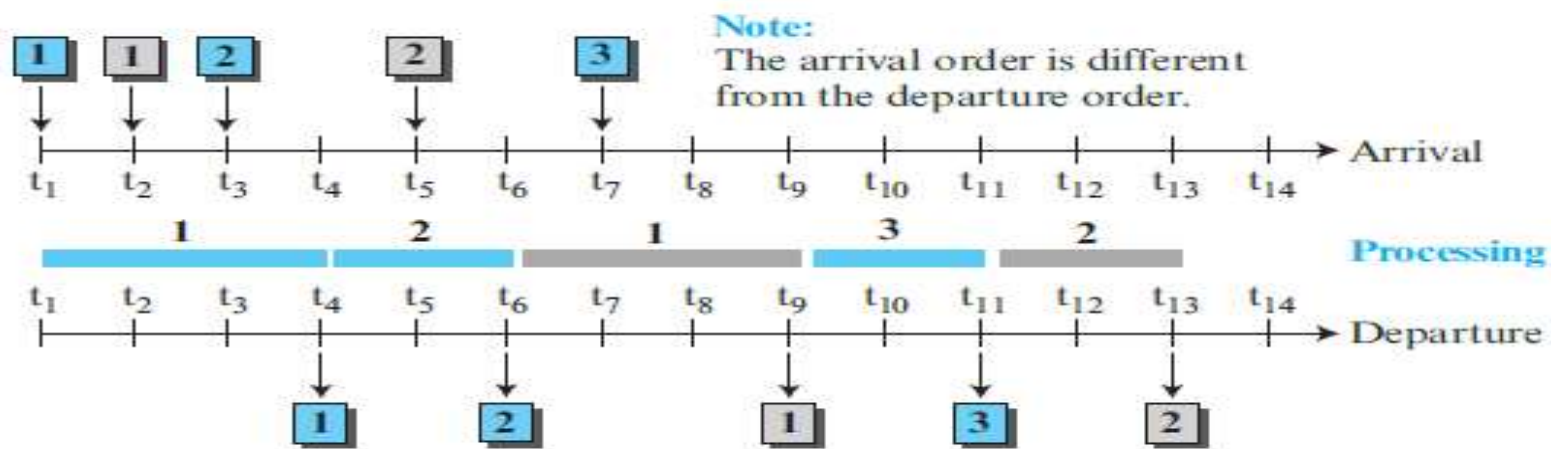 Note:
1 1 2 2 3 The arrival order is different
from the departure order.
Arrival
t₁ t₂ t₃ t₄ t₅ t₆ t₇ t₈ t₉ t₁₀ t₁₁ t₁₂ t₁₃ t₁₄
1 2 1 3 2
Processing
t₁ t₂ t₃ t₄ t₅ t₆ t₇ t₈ t₉ t₁₀ t₁₁ t₁₂ t₁₃ t₁₄
Departure
1 2 1 3 2